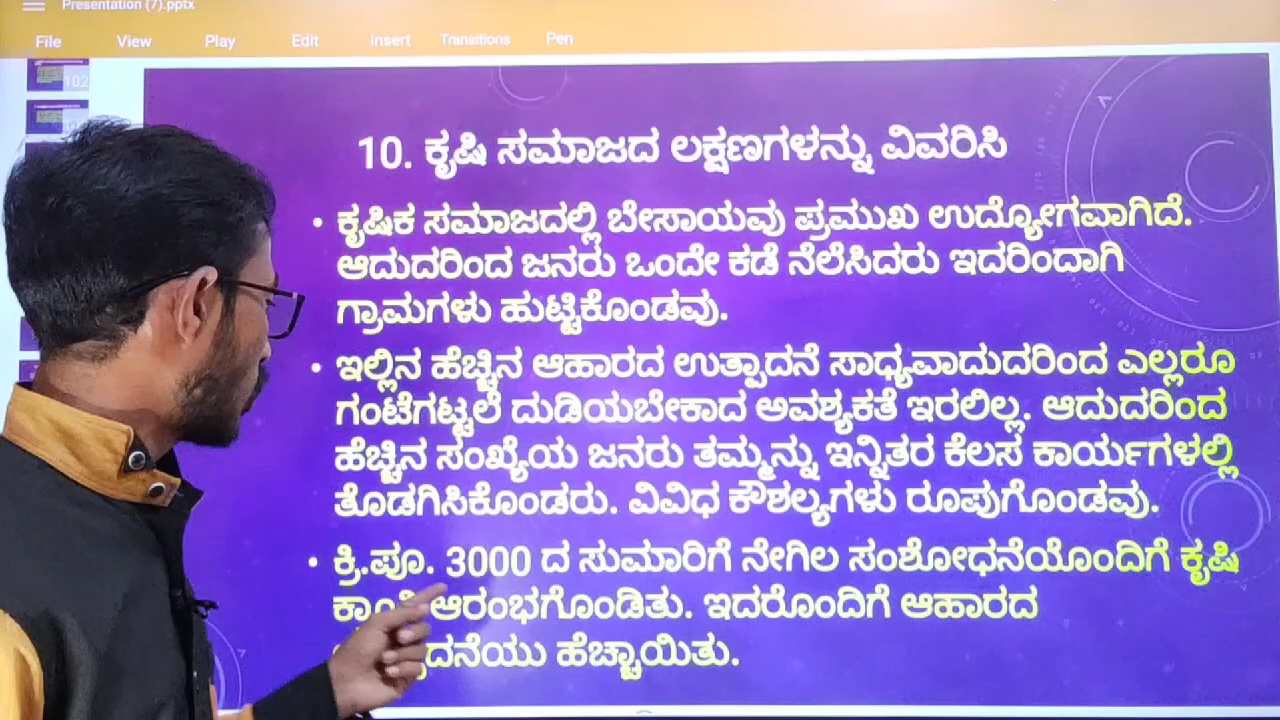 Presentation (7).pptx
File View Play Edit Insert Transitions Pen
102
10. ಕೃಷಿ ಸಮಾಜದ ಲಕ್ಷಣಗಳನ್ನು ವಿವರಿಸಿ
• ಕೃಷಿಕ ಸಮಾಜದಲ್ಲಿ ಬೇಸಾಯವು ಪ್ರಮುಖ ಉದ್ಯೋಗವಾಗಿದೆ.
ಆದುದರಿಂದ ಜನರು ಒಂದೇ ಕಡೆ ನೆಲೆಸಿದರು ಇದರಿಂದಾಗಿ
ಗ್ರಾಮಗಳು ಹುಟ್ಟಿಕೊಂಡವು.
• ಇಲ್ಲಿನ ಹೆಚ್ಚಿನ ಆಹಾರದ ಉತ್ಪಾದನೆ ಸಾಧ್ಯವಾದುದರಿಂದ ಎಲ್ಲರೂ
ಗಂಟೆಗಟ್ಟಲೆ ದುಡಿಯಬೇಕಾದ ಅವಶ್ಯಕತೆ ಇರಲಿಲ್ಲ. ಆದುದರಿಂದ
ಹೆಚ್ಚಿನ ಸಂಖ್ಯೆಯ ಜನರು ತಮ್ಮನ್ನು ಇನ್ನಿತರ ಕೆಲಸ ಕಾರ್ಯಗಳಲ್ಲಿ
ತೊಡಗಿಸಿಕೊಂಡರು. ವಿವಿಧ ಕೌಶಲ್ಯಗಳು ರೂಪುಗೊಂಡವು.
• ಕ್ರಿ.ಪೂ. 3000 ದ ಸುಮಾರಿಗೆ ನೇಗಿಲ ಸಂಶೋಧನೆಯೊಂದಿಗೆ ಕೃಷಿ
ಆರಂಭಗೊಂಡಿತು. ಇದರೊಂದಿಗೆ ಆಹಾರದ
ಹೆಚ್ಚಾಯಿತು.